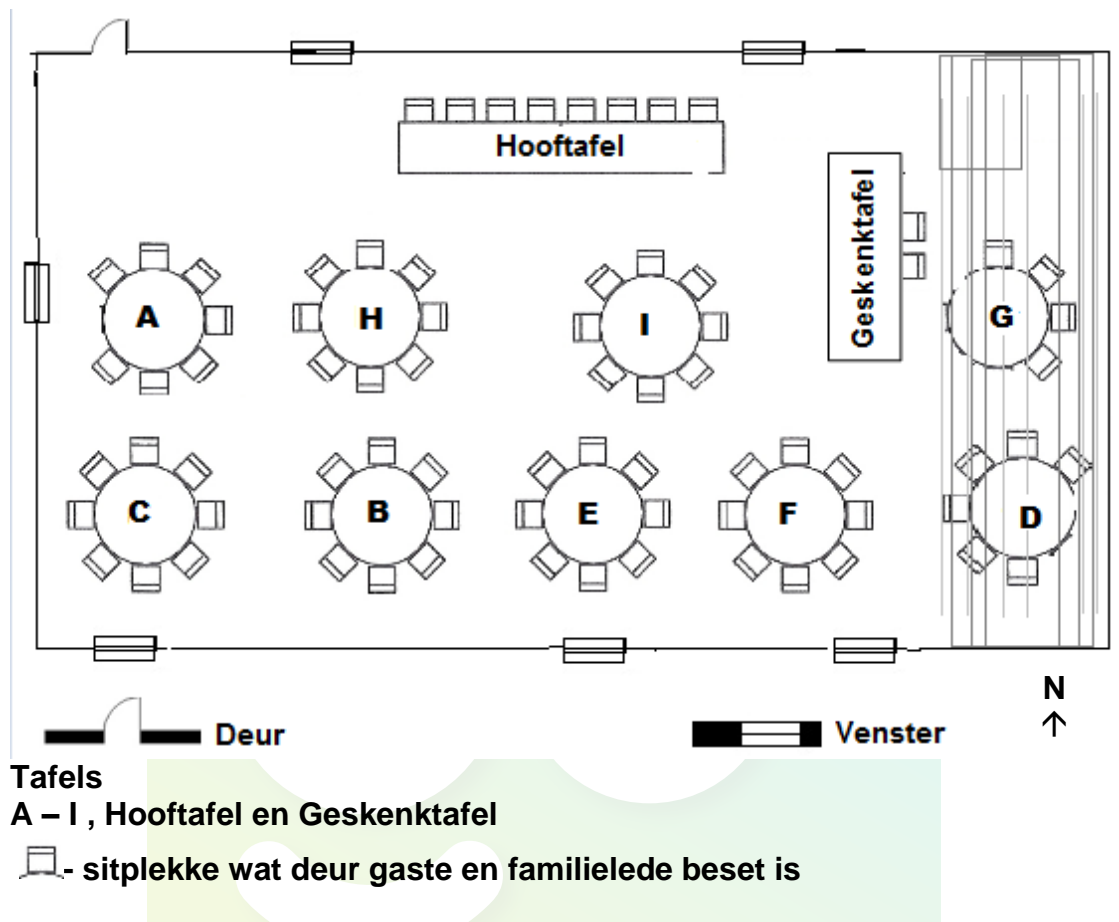 Hooftafel
Geskenktafel
A
H
I
G
C
B
E
F
D
N
↑
Deur
Venster
Tafels
A – I , Hooftafel en Geskenktafel
- sitplekke wat deur gaste en familielede beset is